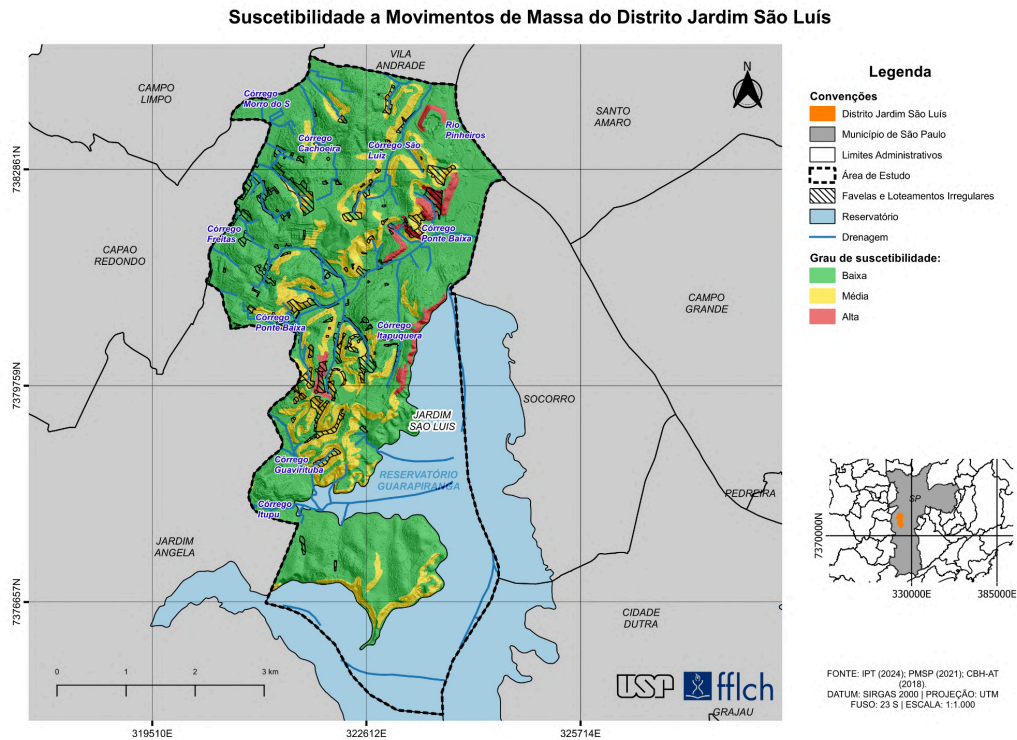 Suscetibilidade a Movimentos de Massa do Distrito Jardim São Luís
VILA
ANDRADE
CAMPO
LIMPO
Córrego
Morro do S
SANTO
AMARO
Rio
Pinheiros
Córrego
Cachoeira
Córrego São
Luiz
7382861N
Córrego
Freitas
Córrego
Ponte Baixa
CAPAO
REDONDO
CAMPO
GRANDE
Córrego
Ponte Baixa
Córrego
Itapuquera
7379759N
SOCORRO
JARDIM
SAO LUIS
Córrego
Guavirituba
RESERVATÓRIO
GUARAPIRANGA
PEDREIRA
Córrego
Itupu
JARDIM
ANGELA
7376657N
CIDADE
DUTRA
0 1 2 3 km
USP fflch
GRAJAU
319510E 322612E 325714E
N
Legenda
Convenções
Distrito Jardim São Luís
Município de São Paulo
Limites Administrativos
Área de Estudo
Favelas e Loteamentos Irregulares
Reservatório
Drenagem
Grau de suscetibilidade:
Baixa
Média
Alta
SP
7370000N
330000E 385000E
FONTE: IPT (2024); PMSP (2021); CBH-AT
(2018).
DATUM: SIRGAS 2000 | PROJEÇÃO: UTM
FUSO: 23 S | ESCALA: 1:1.000